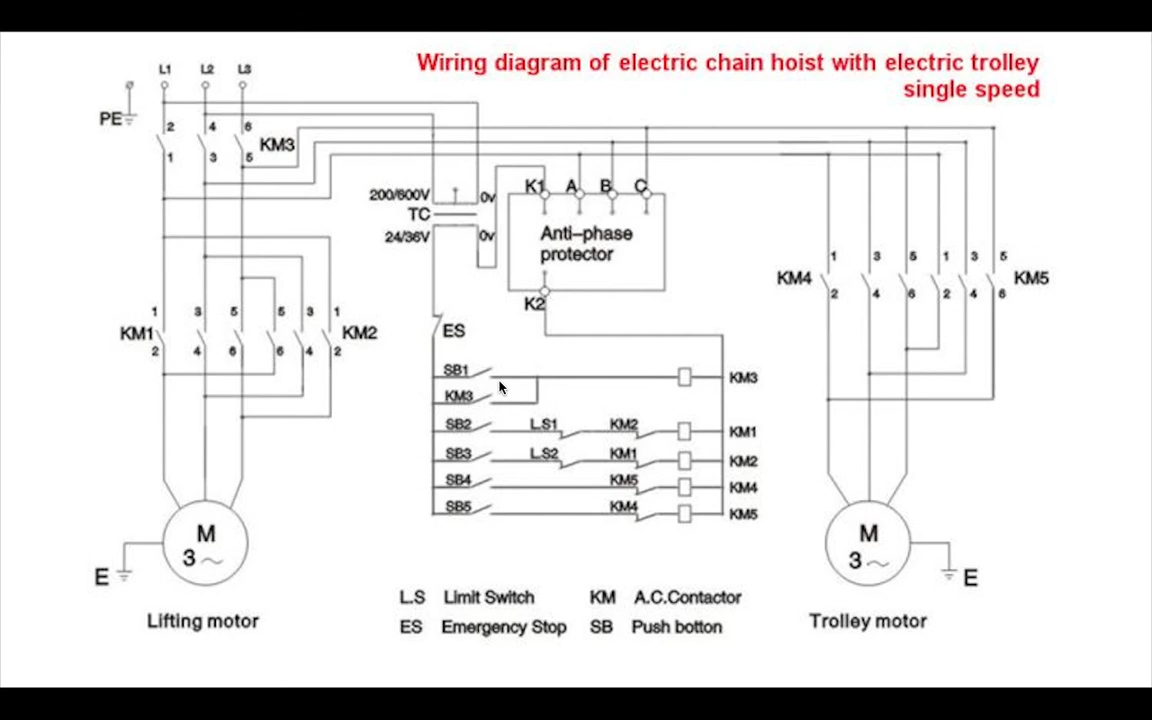 Wiring diagram of electric chain hoist with electric trolley
single speed
L1 L2 L3
PE
2 4 6
KM3
1 3 5
200/600V 0v
TC
24/36V 0v
K1 A B C
Anti-phase
protector
K2
1 3 5 1 3 5
KM4 KM5
2 4 6 2 4 6
1 3 5 5 3 1
KM1 KM2
2 4 6 6 4 2
ES
SB1 KM3
KM3
SB2 L.S1 KM2 KM1
SB3 L.S2 KM1 KM2
SB4 KM5 KM4
SB5 KM4 KM5
M
3
E
Lifting motor
M
3
E
Trolley motor
L.S Limit Switch KM A.C.Contactor
ES Emergency Stop SB Push botton